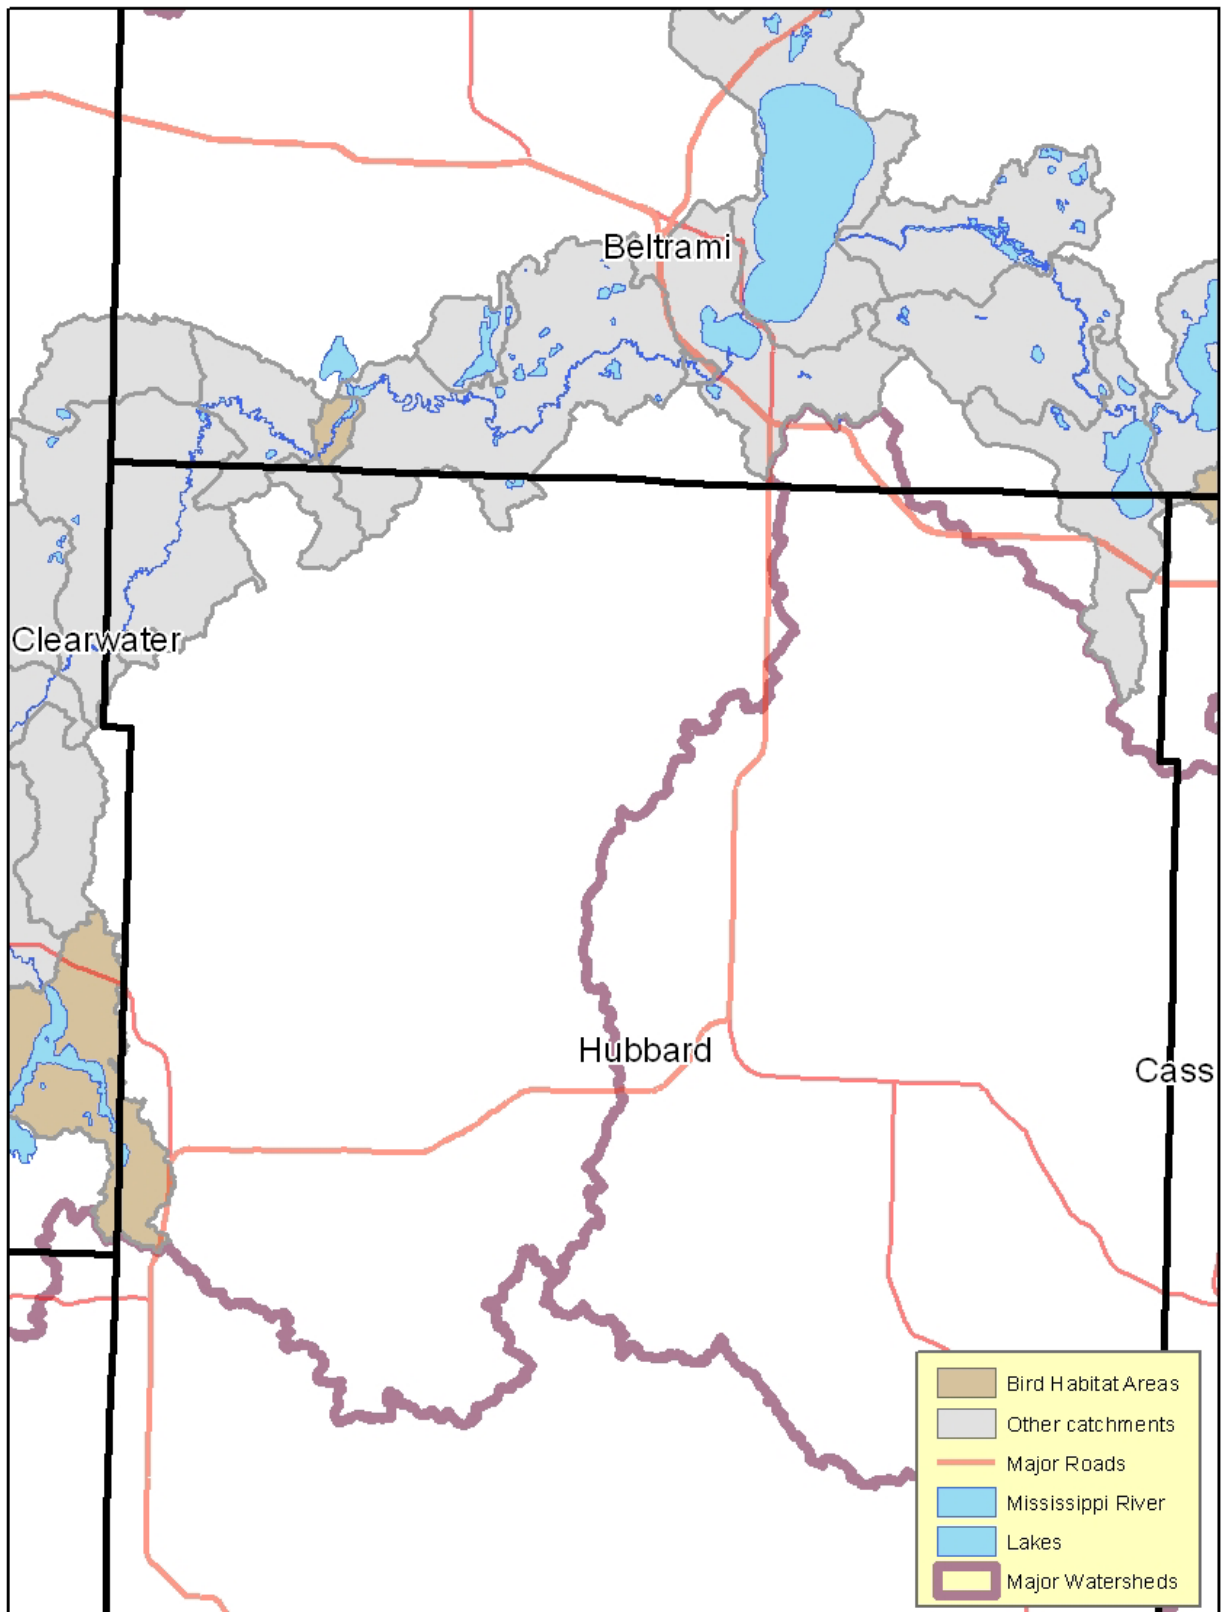 Beltrami
Clearwater
Hubbard
Cass
Bird Habitat Areas
Other catchments
Major Roads
Mississippi River
Lakes
Major Watersheds